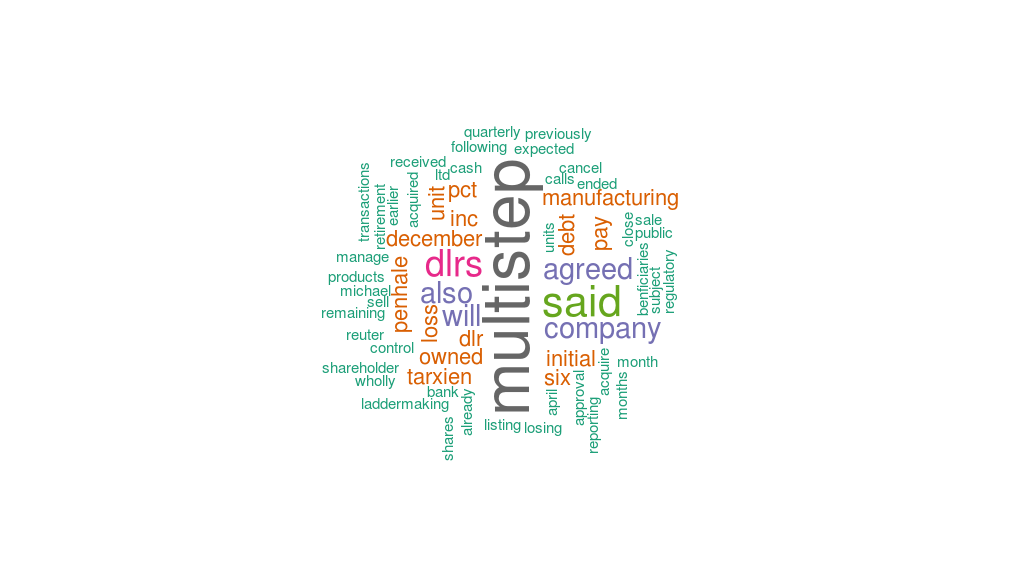 quarterly
previously
following
expected
received
cash
cancel
ltd
calls
ended
transactions
retirement
earlier
acquired
unit
pct
multistep
manufacturing
inc
units
debt
pay
close
sale
public
december
manage
dlrs
agreed
benficiaries
subject
regulatory
products
penhale
michael
also
sell
said
remaining
loss
will
company
reuter
dlr
control
owned
initial
acquire
month
shareholder
wholly
tarxien
six
bank
already
april
approval
months
laddermaking
reporting
shares
listing
losing